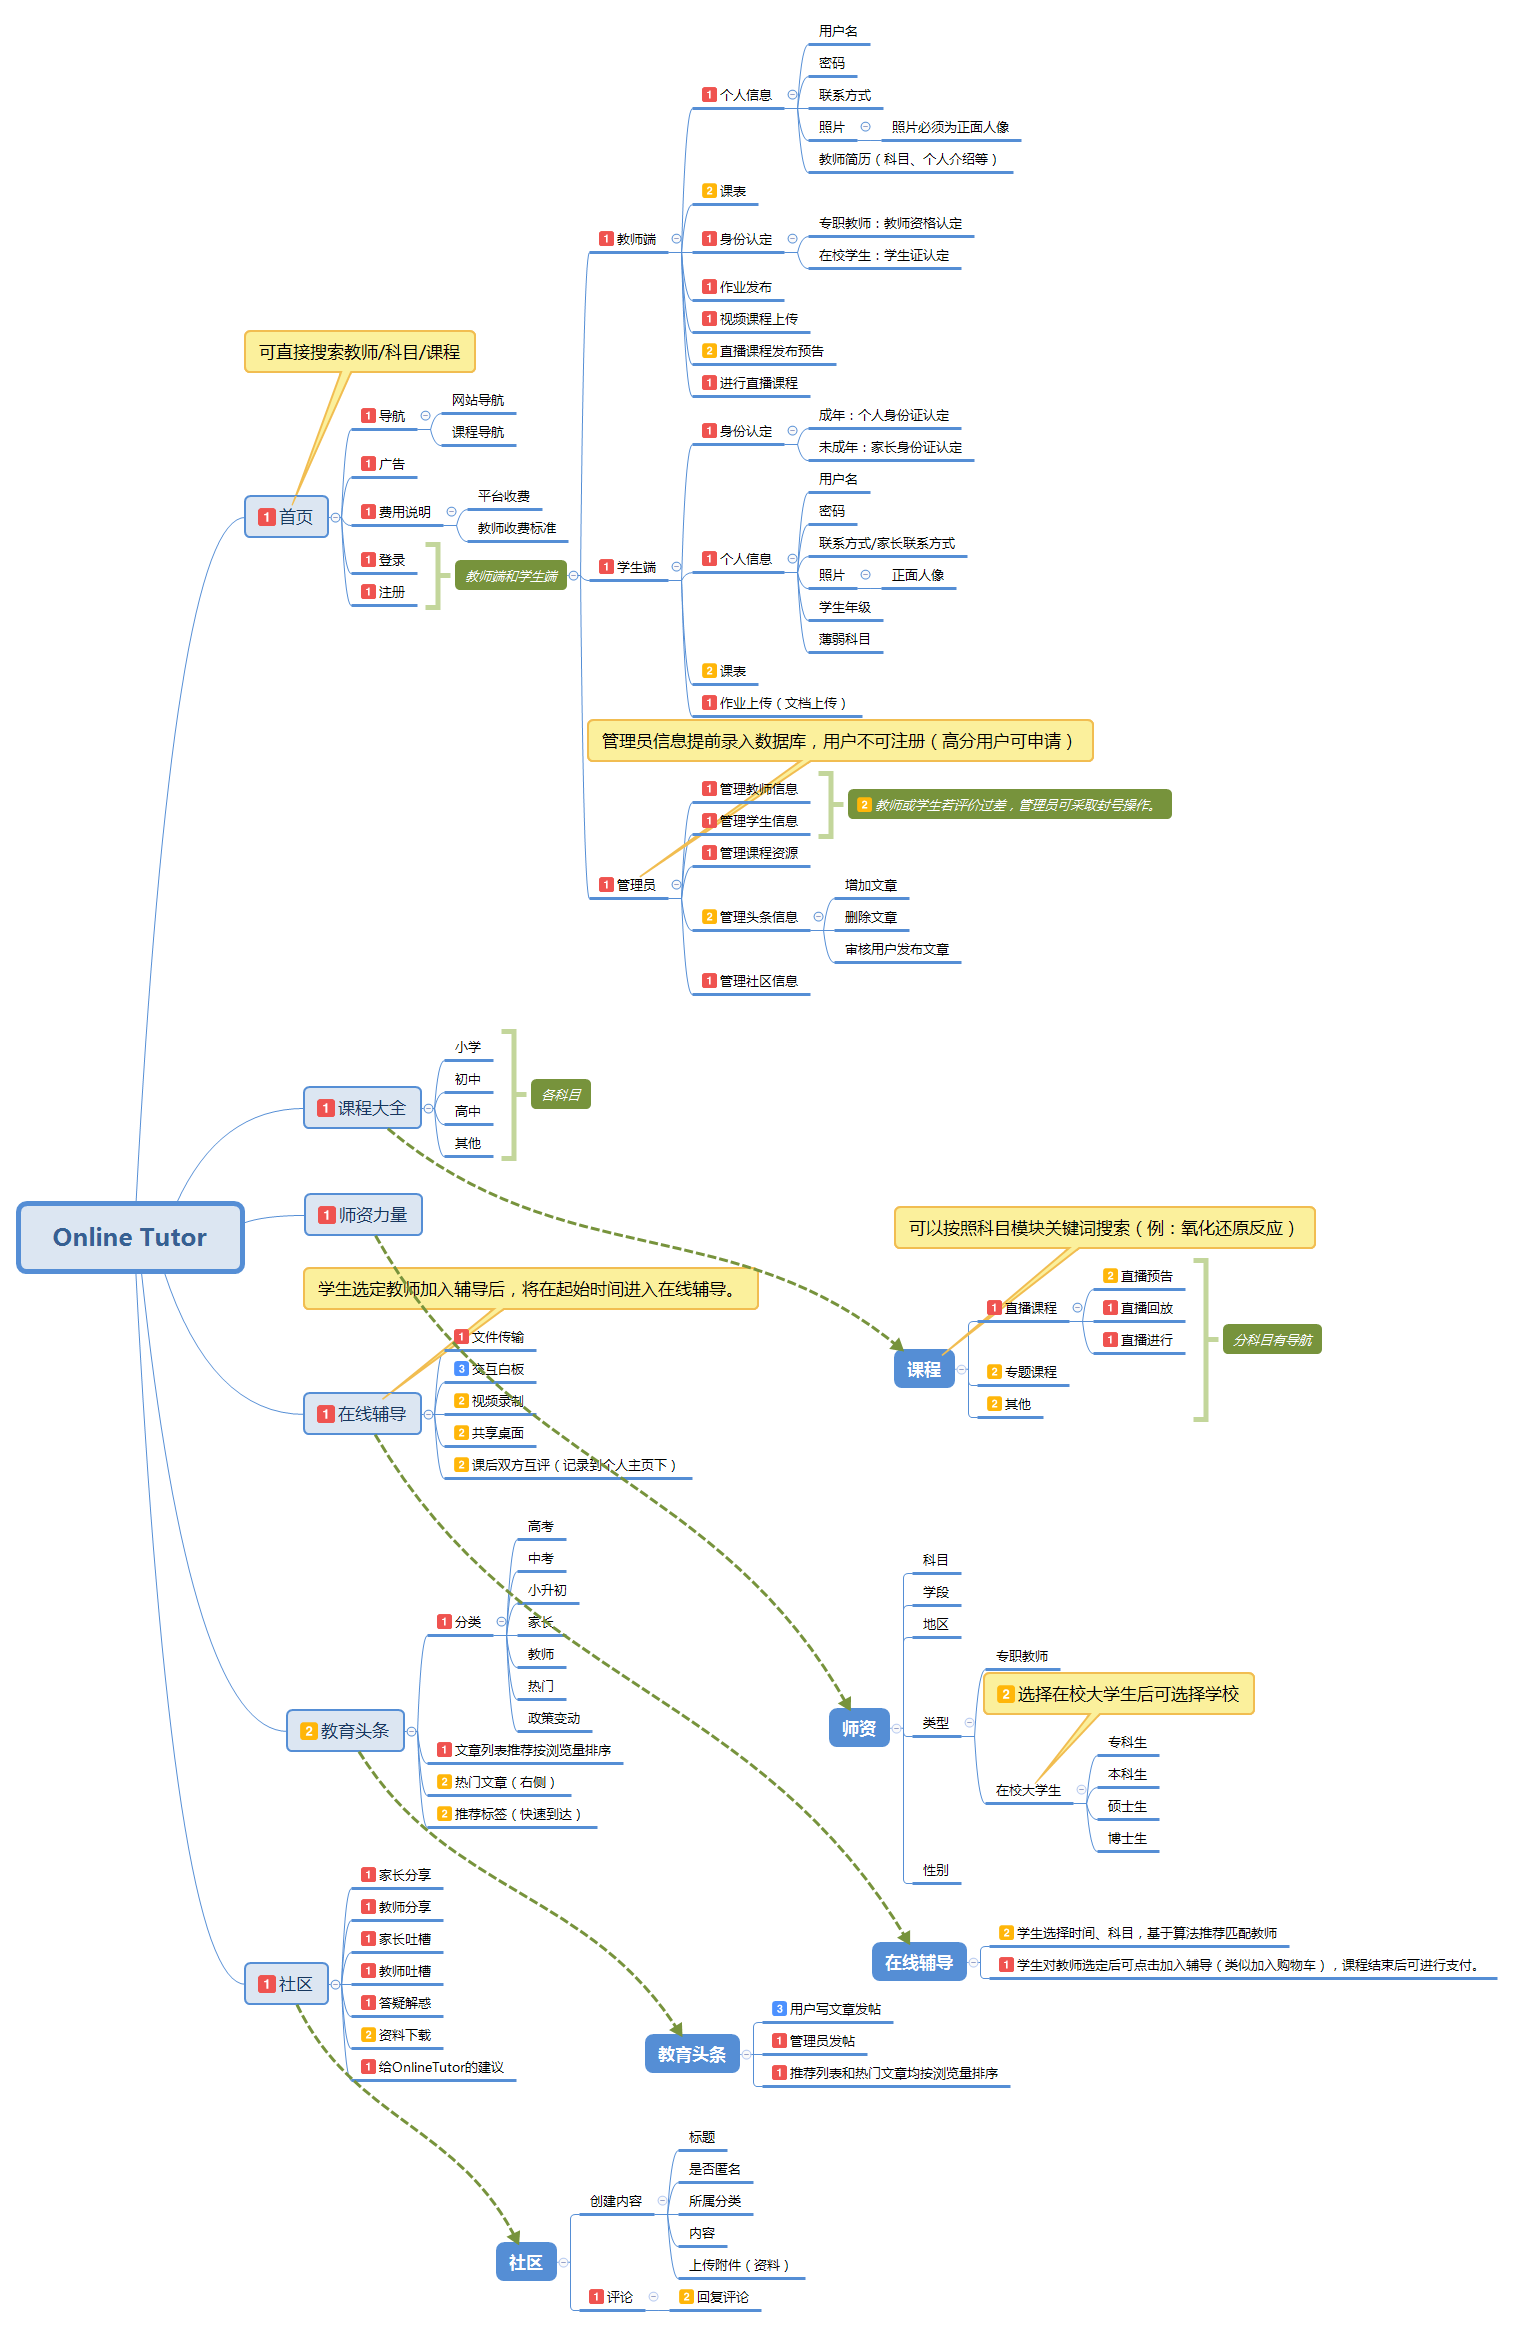 Online Tutor
可直接搜索教师/科目/课程
1 首页
1 导航
网站导航
课程导航
1 广告
1 费用说明
平台收费
教师收费标准
1 登录
1 注册
教师端和学生端
1 教师端
1 个人信息
用户名
密码
联系方式
照片
照片必须为正面人像
教师简历（科目、个人介绍等）
2 课表
1 身份认定
专职教师：教师资格认定
在校学生：学生证认定
1 作业发布
1 视频课程上传
2 直播课程发布预告
1 进行直播课程
1 学生端
1 身份认定
成年：个人身份证认定
未成年：家长身份证认定
1 个人信息
用户名
密码
联系方式/家长联系方式
照片
正面人像
学生年级
薄弱科目
2 课表
1 作业上传（文档上传）
管理员信息提前录入数据库，用户不可注册（高分用户可申请）
1 管理员
1 管理教师信息
1 管理学生信息
2 教师或学生若评价过差，管理员可采取封号操作。
1 管理课程资源
2 管理头条信息
增加文章
删除文章
审核用户发布文章
1 管理社区信息
1 课程大全
小学
初中
高中
其他
各科目
1 师资力量
学生选定教师加入辅导后，将在起始时间进入在线辅导。
1 在线辅导
1 文件传输
3 交互白板
2 视频录制
2 共享桌面
2 课后双方互评（记录到个人主页下）
可以按照科目模块关键词搜索（例：氧化还原反应）
课程
1 直播课程
2 直播预告
1 直播回放
1 直播进行
2 专题课程
2 其他
分科目有导航
2 教育头条
1 分类
高考
中考
小升初
家长
教师
热门
政策变动
1 文章列表推荐按浏览量排序
2 热门文章（右侧）
2 推荐标签（快速到达）
师资
科目
学段
地区
类型
专职教师
2 选择在校大学生后可选择学校
在校大学生
专科生
本科生
硕士生
博士生
性别
1 社区
1 家长分享
1 教师分享
1 家长吐槽
1 教师吐槽
1 答疑解惑
2 资料下载
1 给OnlineTutor的建议
在线辅导
2 学生选择时间、科目，基于算法推荐匹配教师
1 学生对教师选定后可点击加入辅导（类似加入购物车），课程结束后可进行支付。
教育头条
3 用户写文章发帖
1 管理员发帖
1 推荐列表和热门文章均按浏览量排序
社区
创建内容
标题
是否匿名
所属分类
内容
上传附件（资料）
1 评论
2 回复评论